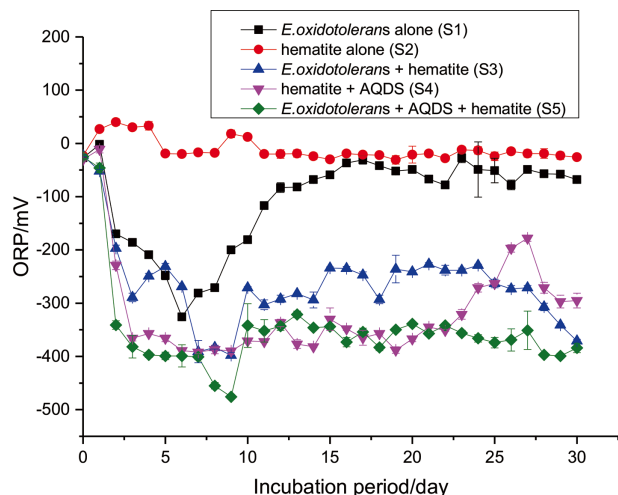 E.oxidotolerans alone (S1)
hematite alone (S2)
E.oxidotolerans + hematite (S3)
hematite + AQDS (S4)
E.oxidotolerans + AQDS + hematite (S5)
200
100
0
-100
-200
-300
-400
-500
ORP/mV
0 5 10 15 20 25 30
Incubation period/day